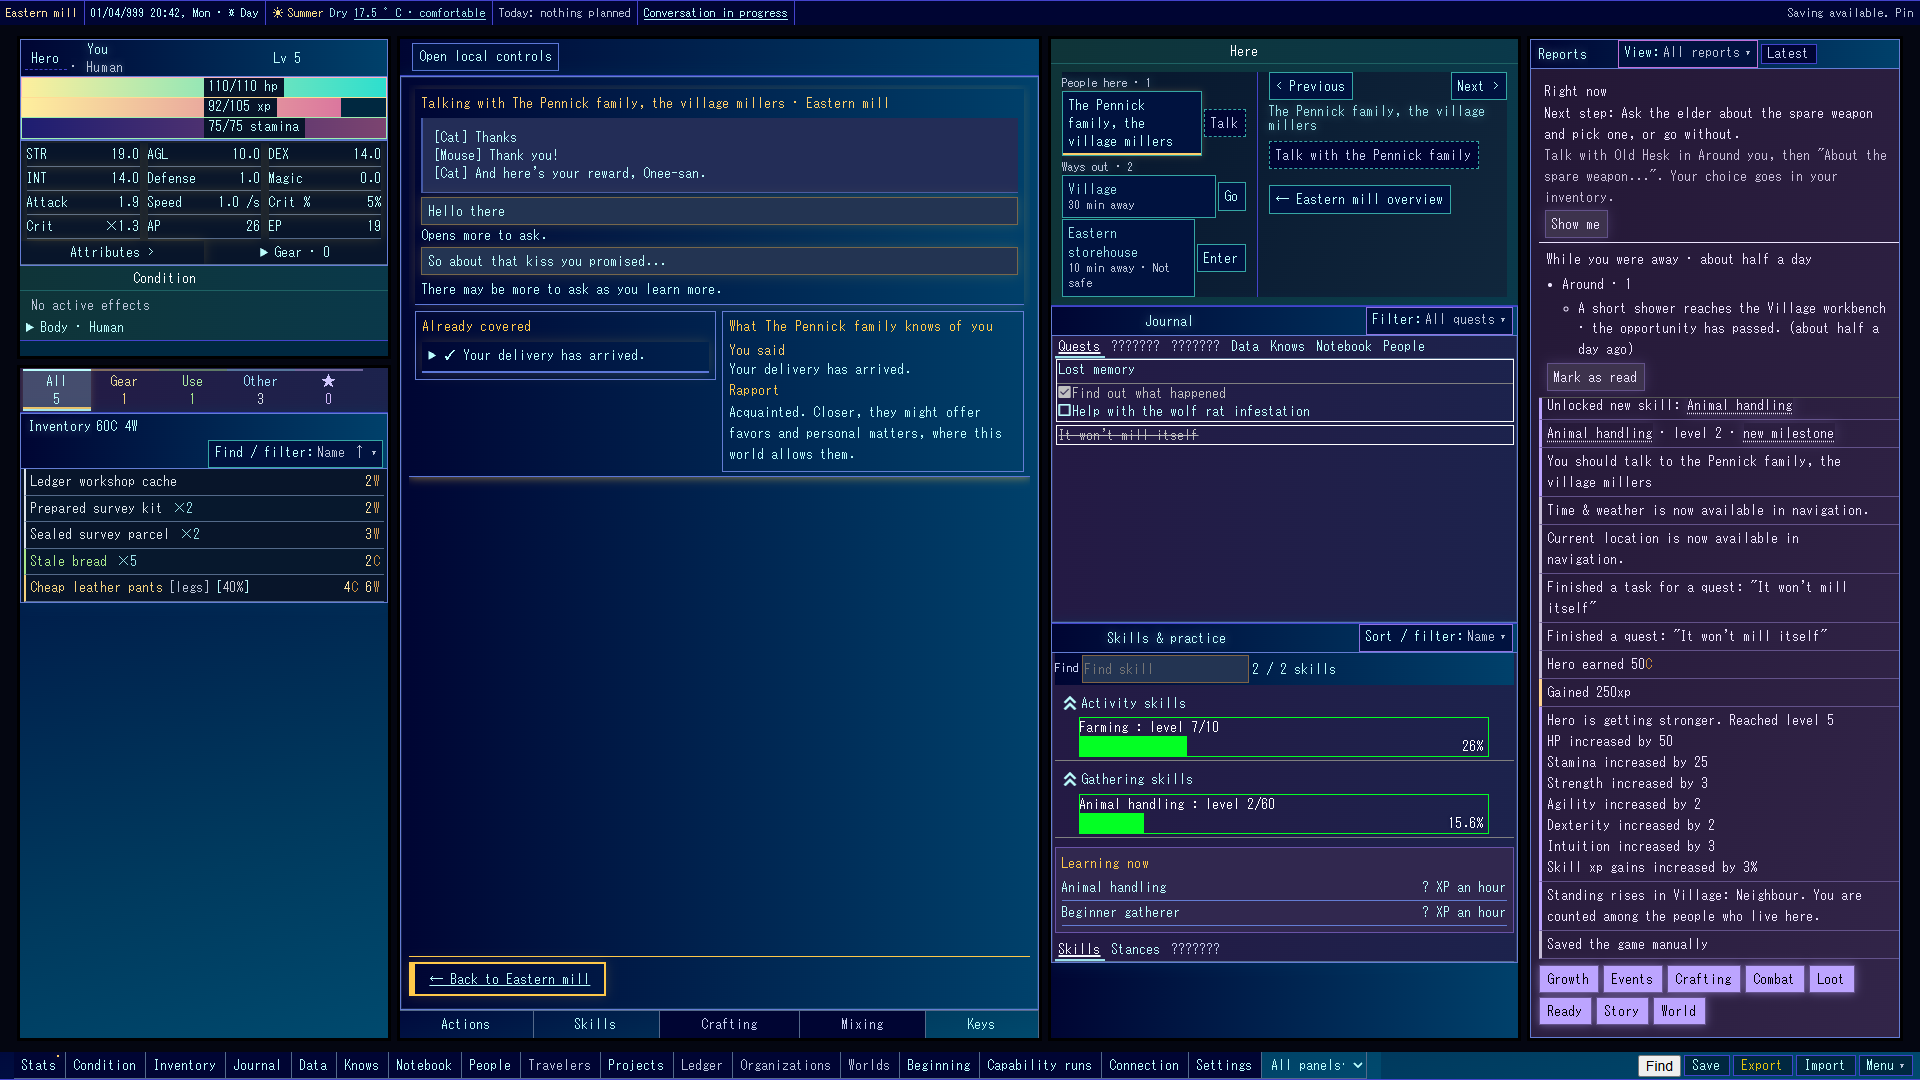 Eastern mill
01/04/999 20:42, Mon · ☀ Day
☀ Summer Dry 17.5 ° C · comfortable
Today: nothing planned
Conversation in progress
Saving available. Pin
Hero ·
You
Human
Lv 5
110/110 hp
92/105 xp
75/75 stamina
STR 19.0 AGL 10.0 DEX 14.0
INT 14.0 Defense 1.0 Magic 0.0
Attack 1.9 Speed 1.0 /s Crit % 5%
Crit ×1.3 AP 26 EP 19
Attributes >
▶ Gear · 0
Condition
No active effects
▶ Body · Human
All Gear Use Other ★
5 1 1 3 0
Inventory 60C 4W
Find / filter: Name ↑ ▾
Ledger workshop cache 2W
Prepared survey kit ×2 2W
Sealed survey parcel ×2 3W
Stale bread ×5 2C
Cheap leather pants [legs] [40%] 4C 6W
Open local controls
Talking with The Pennick family, the village millers · Eastern mill
[Cat] Thanks
[Mouse] Thank you!
[Cat] And here's your reward, Onee-san.
Hello there
Opens more to ask.
So about that kiss you promised...
There may be more to ask as you learn more.
Already covered
▶ ✓ Your delivery has arrived.
What The Pennick family knows of you
You said
Your delivery has arrived.
Rapport
Acquainted. Closer, they might offer
favors and personal matters, where this
world allows them.
← Back to Eastern mill
Actions Skills Crafting Mixing Keys
Here
People here · 1
The Pennick
family, the
village millers
Talk
Ways out · 2
Village
30 min away
Go
Eastern
storehouse
10 min away · Not
safe
Enter
< Previous
Next >
The Pennick family, the village
millers
Talk with the Pennick family
← Eastern mill overview
Journal
Filter: All quests ▾
Quests ??????? ??????? Data Knows Notebook People
Lost memory
Find out what happened
Help with the wolf rat infestation
It won't mill itself
Skills & practice
Sort / filter: Name ▾
Find
Find skill
2 / 2 skills
Activity skills
Farming : level 7/10
26%
Gathering skills
Animal handling : level 2/60
15.6%
Learning now
Animal handling ? XP an hour
Beginner gatherer ? XP an hour
Skills Stances ???????
Reports
View: All reports ▾
Latest
Right now
Next step: Ask the elder about the spare weapon
and pick one, or go without.
Talk with Old Hesk in Around you, then "About the
spare weapon...". Your choice goes in your
inventory.
Show me
While you were away · about half a day
• Around · 1
A short shower reaches the Village workbench
· the opportunity has passed. (about half a
day ago)
Mark as read
Unlocked new skill: Animal handling
Animal handling · level 2 · new milestone
You should talk to the Pennick family, the
village millers
Time & weather is now available in navigation.
Current location is now available in
navigation.
Finished a task for a quest: "It won't mill
itself"
Finished a quest: "It won't mill itself"
Hero earned 50C
Gained 250xp
Hero is getting stronger. Reached level 5
HP increased by 50
Stamina increased by 25
Strength increased by 3
Agility increased by 2
Dexterity increased by 2
Intuition increased by 3
Skill xp gains increased by 3%
Standing rises in Village: Neighbour. You are
counted among the people who live here.
Saved the game manually
Growth Events Crafting Combat Loot
Ready Story World
Stats Condition Inventory Journal Data Knows Notebook People Travelers Projects Ledger Organizations Worlds Beginning Capability runs Connection Settings All panels·
Find Save Export Import Menu ▾